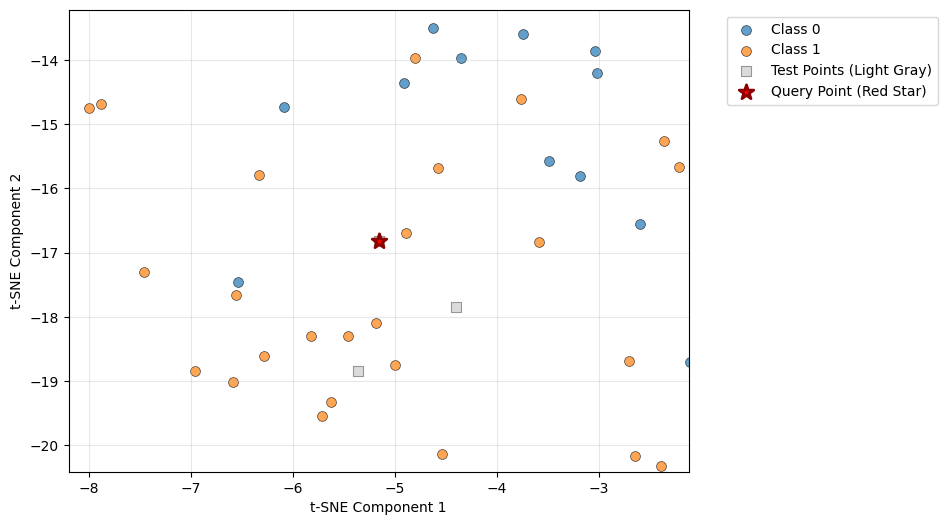 Class 0
Class 1
Test Points (Light Gray)
Query Point (Red Star)
t-SNE Component 2
−14
−15
−16
−17
−18
−19
−20
−8
−7
−6
−5
−4
−3
t-SNE Component 1